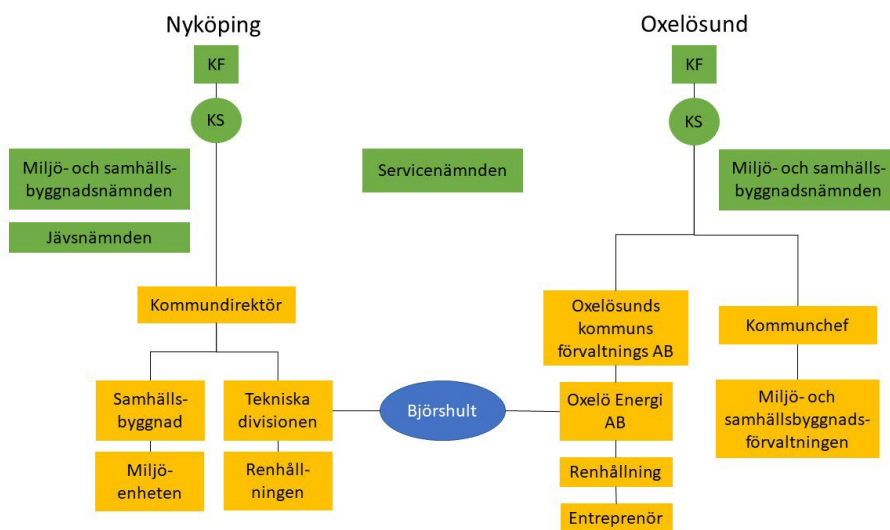 Nyköping
Oxelösund
KF
KF
KS
KS
Miljö- och samhälls-
byggnadsnämnden
Servicenämnden
Miljö- och samhälls-
byggnadsnämnden
Jävsnämnden
Kommundirektör
Oxelösunds
kommuns
förvaltnings AB
Kommunchef
Samhälls-
byggnad
Tekniska
divisionen
Björshult
Oxelö Energi
AB
Miljö- och
samhällsbyggnads-
förvaltningen
Miljö-
enheten
Renhåll-
ningen
Renhållning
Entreprenör